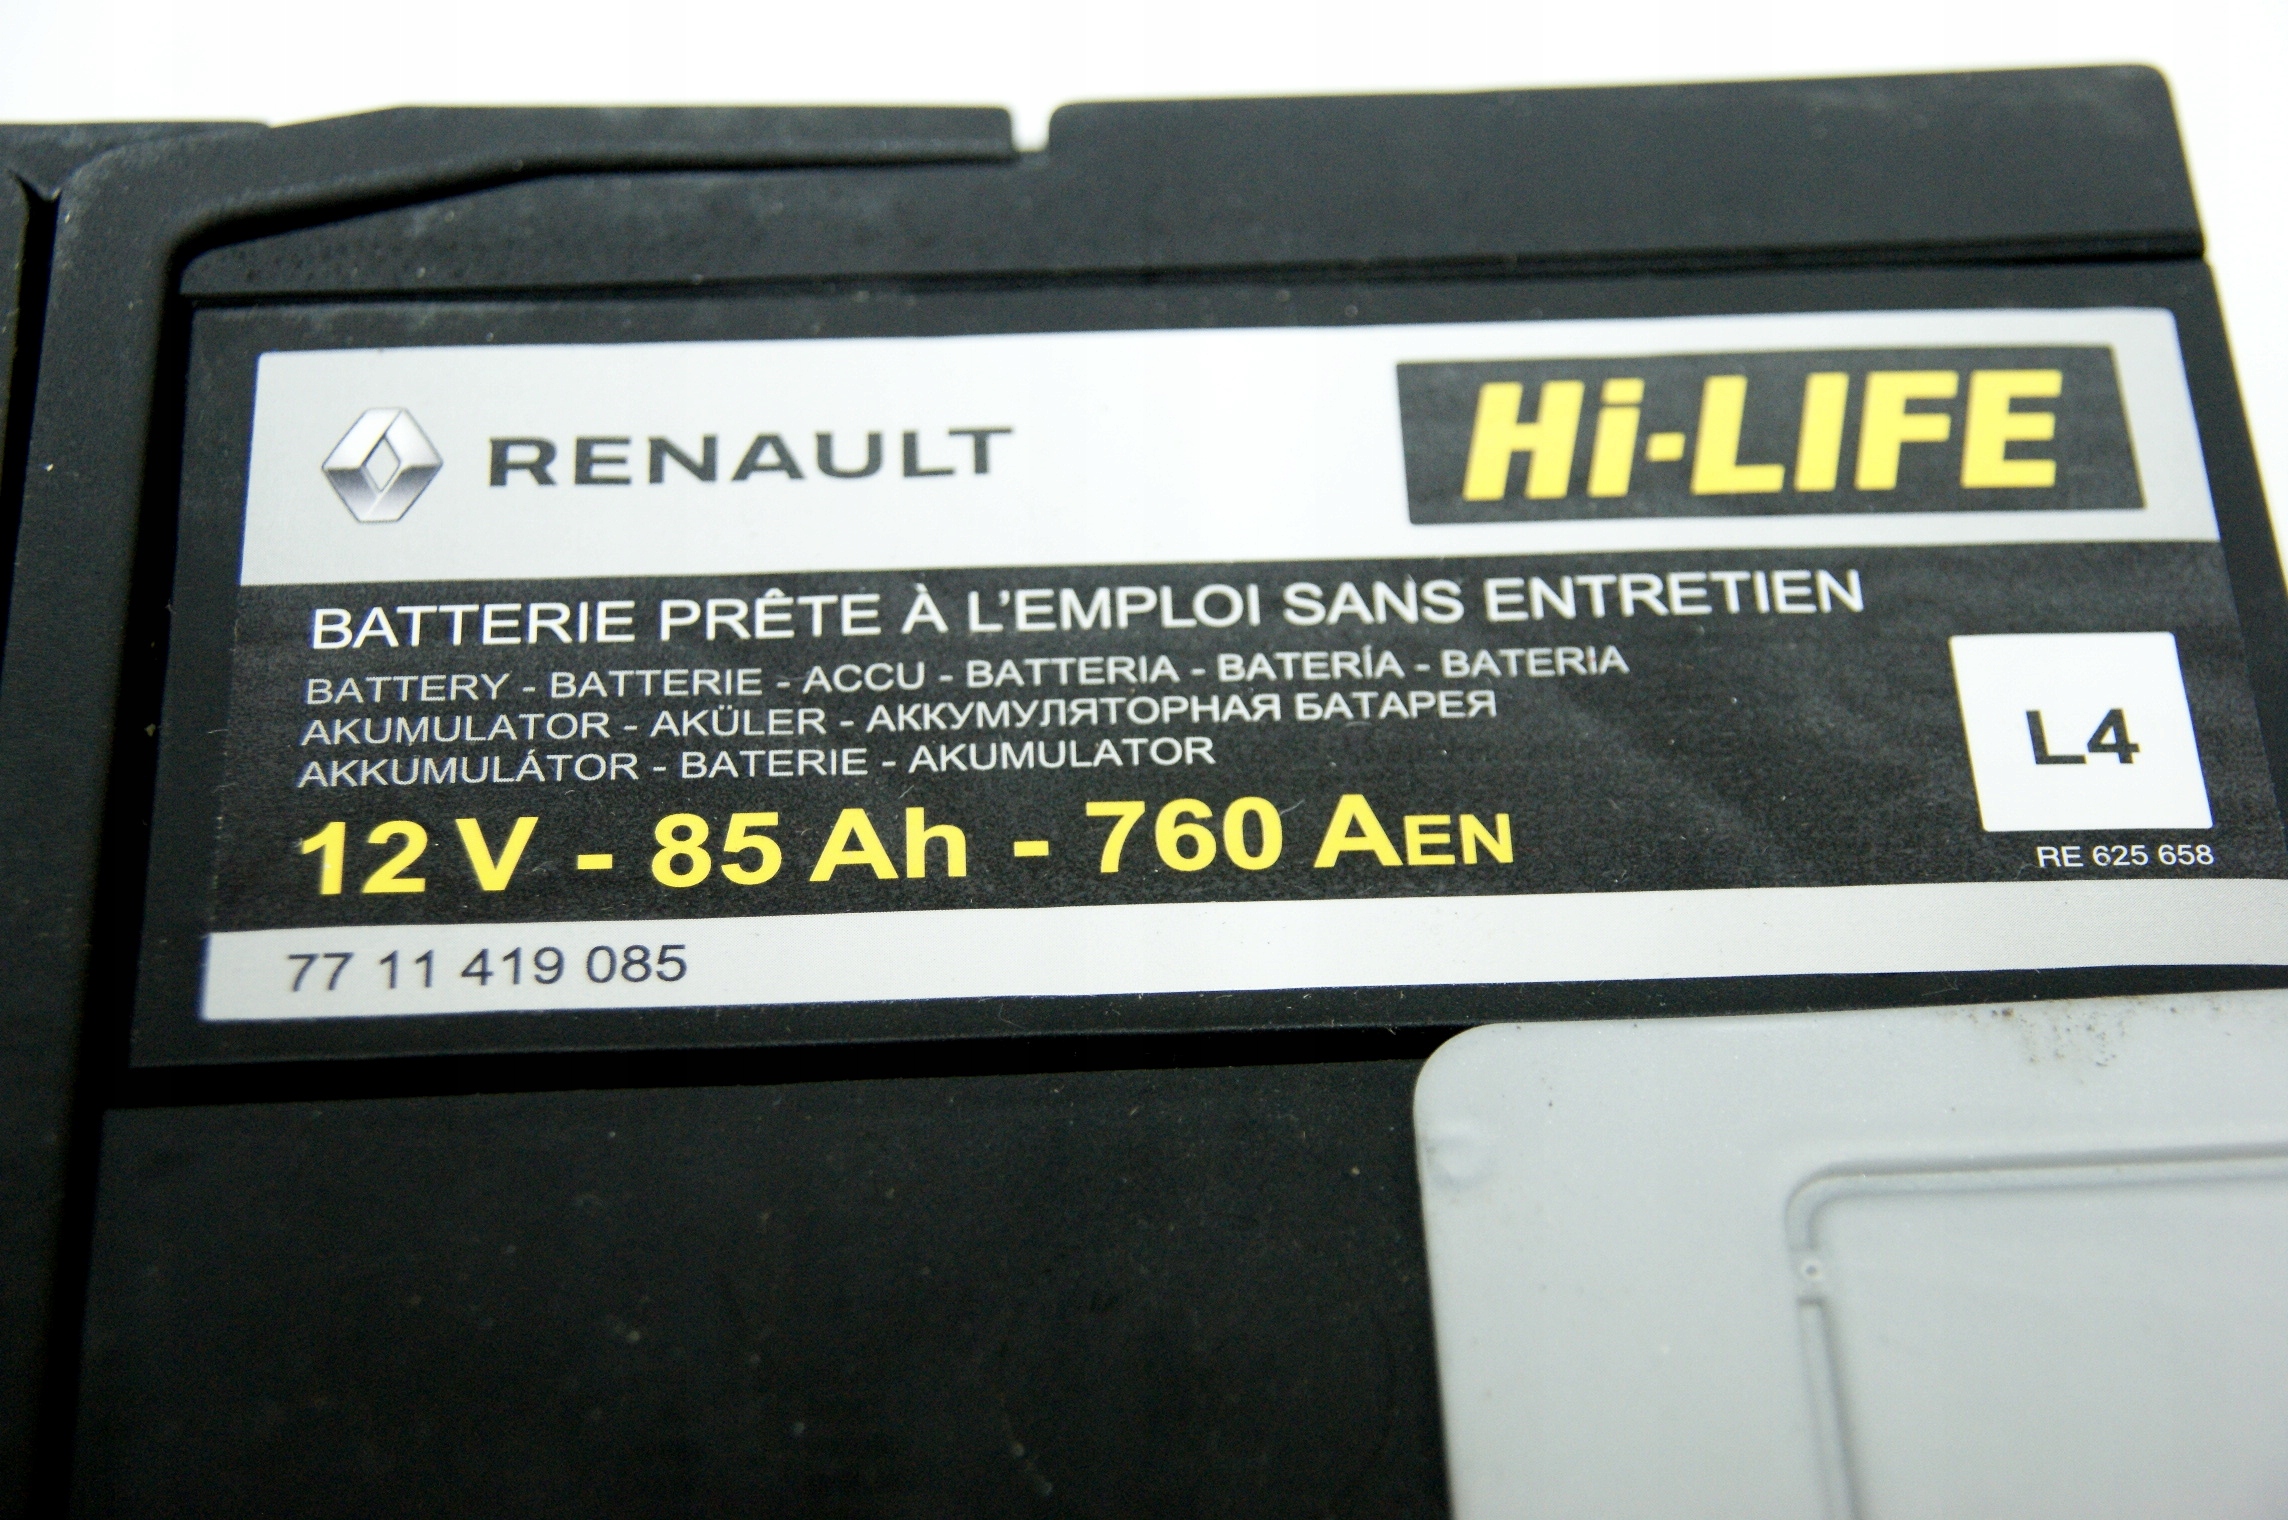 RENAULT
Hi-LIFE
BATTERIE PRÊTE À L'EMPLOI SANS ENTRETIEN
BATTERY - BATTERIE - ACCU - BATTERIA - BATERÍA - BATERIA
AKUMULATOR - AKÜLER - АККУМУЛЯТОРНАЯ БАТАРЕЯ
AKKUMULÁTOR - BATERIE - AKUMULATOR
L4
12 V - 85 Ah - 760 AEN
RE 625 658
77 11 419 085